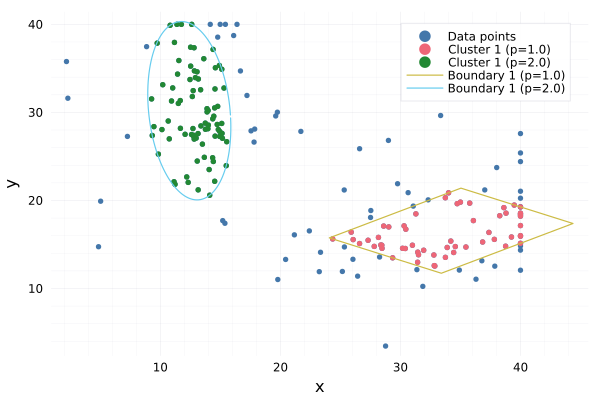 40
30
20
10
y
10
20
30
40
x
Data points
Cluster 1 (p=1.0)
Cluster 1 (p=2.0)
Boundary 1 (p=1.0)
Boundary 1 (p=2.0)